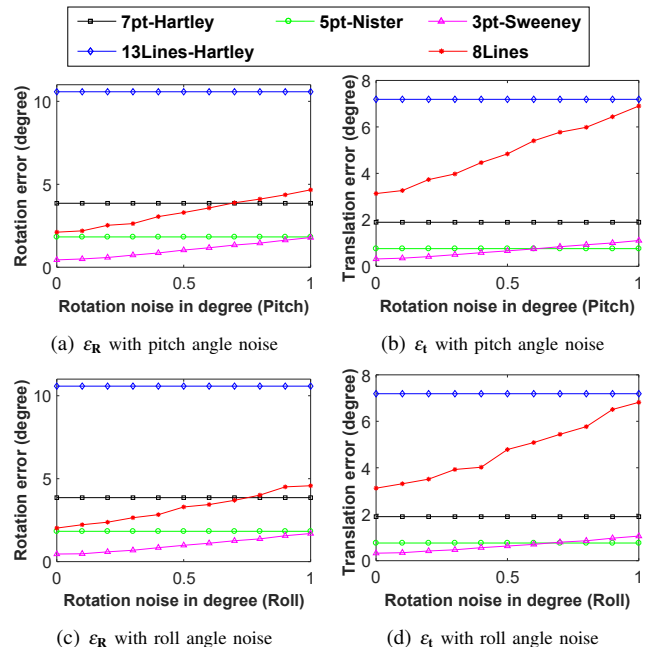 7pt-Hartley 5pt-Nister 3pt-Sweeney
13Lines-Hartley 8Lines
Rotation error (degree)
10
5
0
0 0.5 1
Rotation noise in degree (Pitch)
(a) εR with pitch angle noise
Translation error (degree)
8
6
4
2
0
0 0.5 1
Rotation noise in degree (Pitch)
(b) εt with pitch angle noise
Rotation error (degree)
10
5
0
0 0.5 1
Rotation noise in degree (Roll)
(c) εR with roll angle noise
Translation error (degree)
8
6
4
2
0
0 0.5 1
Rotation noise in degree (Roll)
(d) εt with roll angle noise